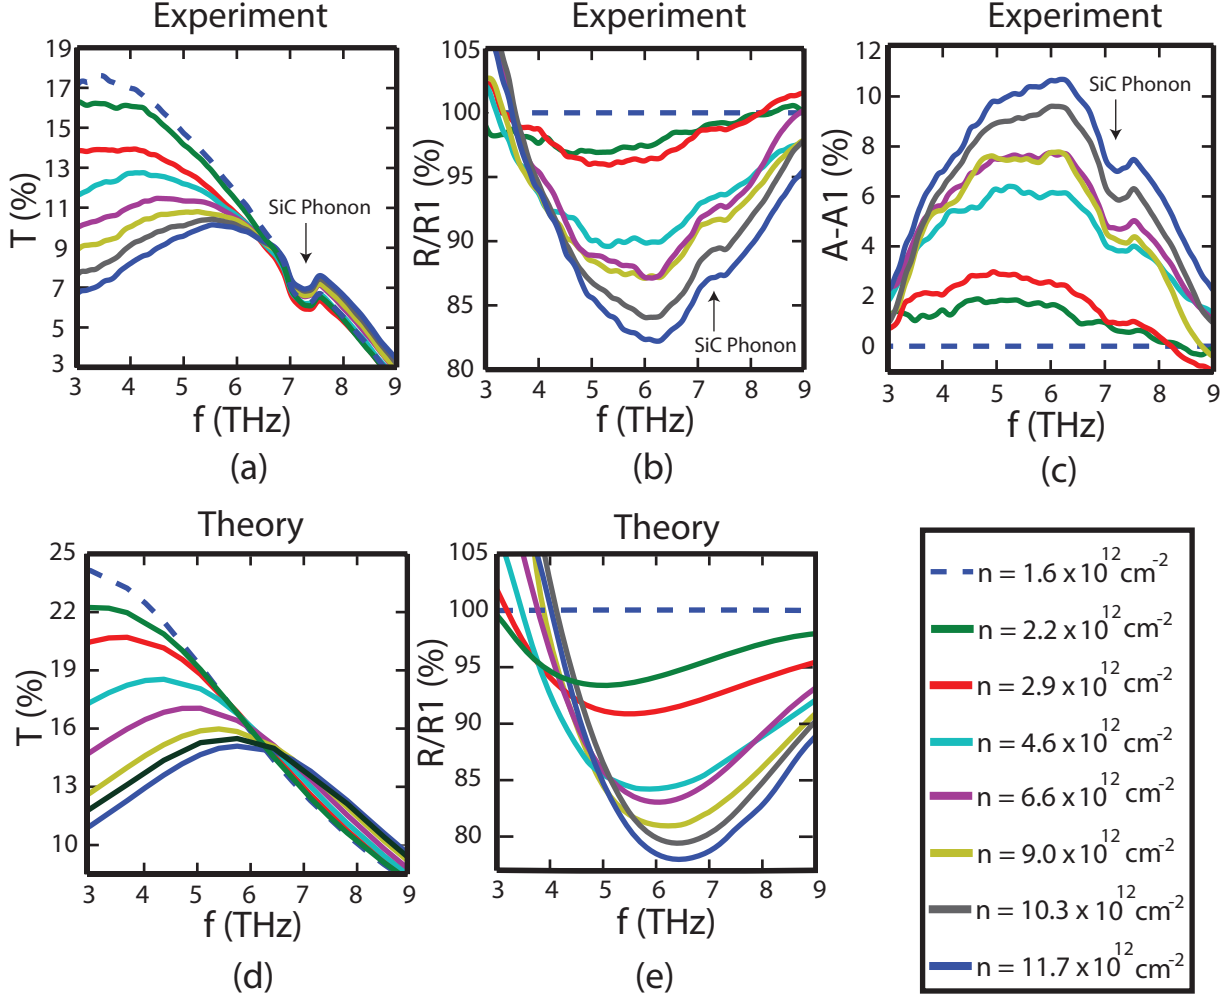 Experiment
19
17
15
13
11
9
7
5
3
T (%)
SiC Phonon
3 4 5 6 7 8 9
f (THz)
(a)
Experiment
105
100
95
90
85
80
R/R1 (%)
SiC Phonon
3 4 5 6 7 8 9
f (THz)
(b)
Experiment
12
10
8
6
4
2
0
A-A1 (%)
SiC Phonon
3 4 5 6 7 8 9
f (THz)
(c)
Theory
25
22
19
16
13
10
T (%)
3 4 5 6 7 8 9
f (THz)
(d)
Theory
105
100
95
90
85
80
R/R1 (%)
3 4 5 6 7 8 9
f (THz)
(e)
n = 1.6 x 10^12 cm^-2
n = 2.2 x 10^12 cm^-2
n = 2.9 x 10^12 cm^-2
n = 4.6 x 10^12 cm^-2
n = 6.6 x 10^12 cm^-2
n = 9.0 x 10^12 cm^-2
n = 10.3 x 10^12 cm^-2
n = 11.7 x 10^12 cm^-2